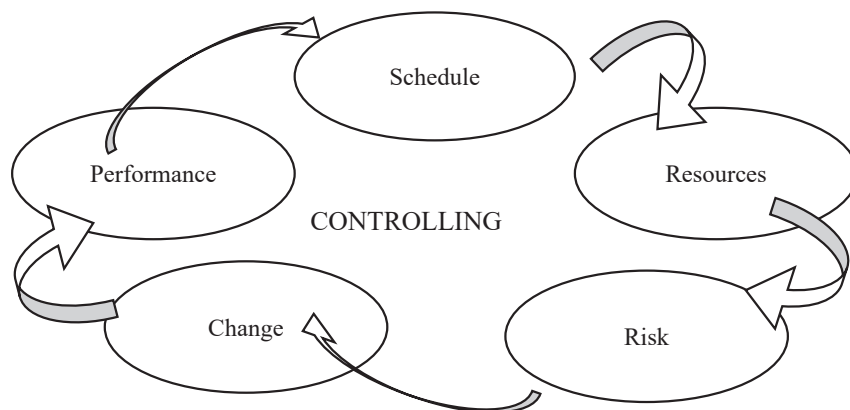 Schedule
Performance
Resources
CONTROLLING
Change
Risk